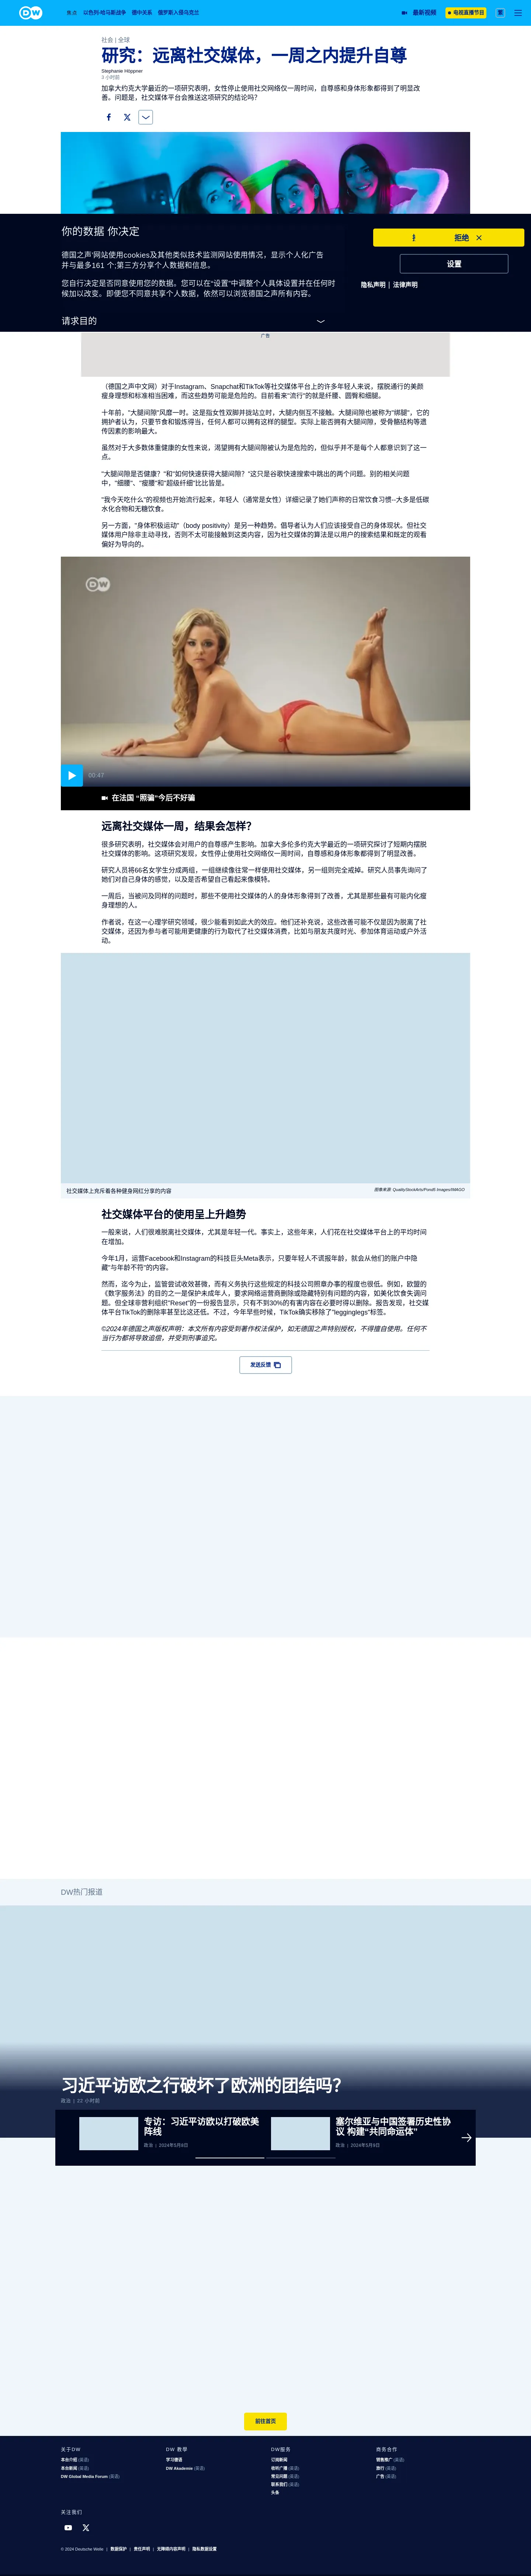 DW
焦点 以色列-哈马斯战争 德中关系 俄罗斯入侵乌克兰
最新视频
电视直播节目
繁
社会 | 全球
研究：远离社交媒体，一周之内提升自尊
Stephanie Höppner
3 小时前
加拿大约克大学最近的一项研究表明，女性停止使用社交网络仅一周时间，自尊感和身体形象都得到了明显改
善。问题是，社交媒体平台会推送这项研究的结论吗？
你的数据 你决定
德国之声'网站使用cookies及其他类似技术监测网站使用情况，显示个人化广告
并与最多161 个;第三方分享个人数据和信息。
您自行决定是否同意使用您的数据。您可以在“设置”中调整个人具体设置并在任何时
候加以改变。即便您不同意共享个人数据，依然可以浏览德国之声所有内容。
请求目的
拒绝
设置
隐私声明 | 法律声明
广告
（德国之声中文网）对于Instagram、Snapchat和TikTok等社交媒体平台上的许多年轻人来说，摆脱通行的美颜
瘦身理想和标准相当困难，而这些趋势可能是危险的。目前看来"流行"的就是纤腰、圆臀和细腿。
十年前，"大腿间隙"风靡一时。这是指女性双脚并拢站立时，大腿内侧互不接触。大腿间隙也被称为"绑腿"，它的
拥护者认为，只要节食和锻炼得当，任何人都可以拥有这样的腿型。实际上能否拥有大腿间隙，受骨骼结构等遗
传因素的影响最大。
虽然对于大多数体重健康的女性来说，渴望拥有大腿间隙被认为是危险的，但似乎并不是每个人都意识到了这一
点。
"大腿间隙是否健康？"和"如何快速获得大腿间隙？"这只是谷歌快速搜索中跳出的两个问题。别的相关问题
中，"细腰"、"瘦腰"和"超级纤细"比比皆是。
"我今天吃什么"的视频也开始流行起来，年轻人（通常是女性）详细记录了她们声称的日常饮食习惯--大多是低碳
水化合物和无糖饮食。
另一方面，"身体积极运动"（body positivity）是另一种趋势。倡导者认为人们应该接受自己的身体现状。但社交
媒体用户除非主动寻找，否则不太可能接触到这类内容，因为社交媒体的算法是以用户的搜索结果和既定的观看
偏好为导向的。
DW
00:47
在法国 “照骗”今后不好骗
远离社交媒体一周，结果会怎样？
很多研究表明，社交媒体会对用户的自尊感产生影响。加拿大多伦多约克大学最近的一项研究探讨了短期内摆脱
社交媒体的影响。这项研究发现，女性停止使用社交网络仅一周时间，自尊感和身体形象都得到了明显改善。
研究人员将66名女学生分成两组，一组继续像往常一样使用社交媒体，另一组则完全戒掉。研究人员事先询问了
她们对自己身体的感觉，以及是否希望自己看起来像模特。
一周后，当被问及同样的问题时，那些不使用社交媒体的人的身体形象得到了改善，尤其是那些最有可能内化瘦
身理想的人。
作者说，在这一心理学研究领域，很少能看到如此大的效应。他们还补充说，这些改善可能不仅是因为脱离了社
交媒体，还因为参与者可能用更健康的行为取代了社交媒体消费，比如与朋友共度时光、参加体育运动或户外活
动。
社交媒体上充斥着各种健身网红分享的内容
图像来源: QualityStockArts/Pond5 Images/IMAGO
社交媒体平台的使用呈上升趋势
一般来说，人们很难脱离社交媒体，尤其是年轻一代。事实上，这些年来，人们花在社交媒体平台上的平均时间
在增加。
今年1月，运营Facebook和Instagram的科技巨头Meta表示，只要年轻人不谎报年龄，就会从他们的账户中隐
藏"与年龄不符"的内容。
然而，迄今为止，监管尝试收效甚微，而有义务执行这些规定的科技公司照章办事的程度也很低。例如，欧盟的
《数字服务法》的目的之一是保护未成年人，要求网络运营商删除或隐藏特别有问题的内容，如美化饮食失调问
题。但全球非营利组织"Reset"的一份报告显示，只有不到30%的有害内容在必要时得以删除。报告发现，社交媒
体平台TikTok的删除率甚至比这还低。不过，今年早些时候，TikTok确实移除了"legginglegs"标签。
©2024年德国之声版权声明：本文所有内容受到著作权法保护，如无德国之声特别授权，不得擅自使用。任何不
当行为都将导致追偿，并受到刑事追究。
发送反馈
DW热门报道
习近平访欧之行破坏了欧洲的团结吗？
政治 | 22 小时前
专访：习近平访欧以打破欧美
阵线
政治 | 2024年5月8日
塞尔维亚与中国签署历史性协
议 构建“共同命运体”
政治 | 2024年5月9日
前往首页
关于DW
本台介绍 (英语)
本台新闻 (英语)
DW Global Media Forum (英语)
DW 教學
学习德语
DW Akademie (英语)
DW服务
订阅新闻
收听广播 (英语)
常见问题 (英语)
联系我们 (英语)
头条
商务合作
销售推广 (英语)
旅行 (英语)
广告 (英语)
关注我们
© 2024 Deutsche Welle | 数据保护 | 责任声明 | 无障碍内容声明 | 隐私数据设置